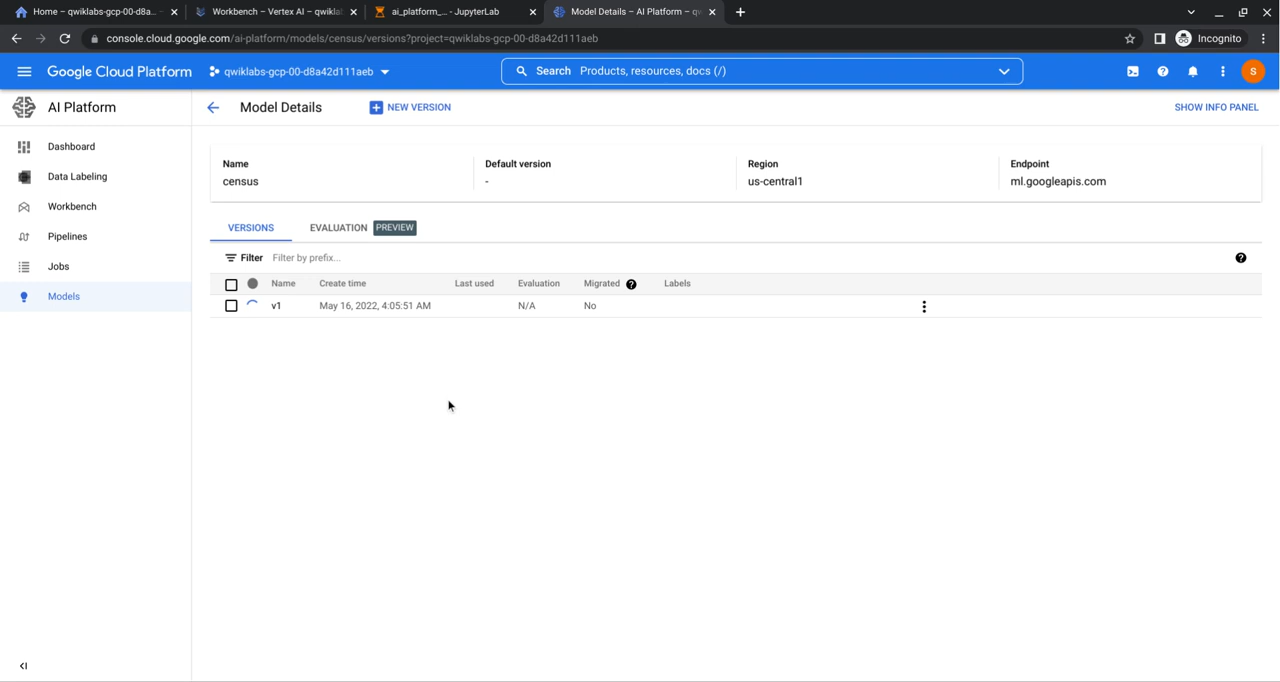 Home – qwiklabs-gcp-00-d8a...
Workbench – Vertex AI – qwikla
ai_platform_... - JupyterLab
Model Details – AI Platform – qw
console.cloud.google.com/ai-platform/models/census/versions?project=qwiklabs-gcp-00-d8a42d111aeb
Incognito
Google Cloud Platform
qwiklabs-gcp-00-d8a42d111aeb
Search Products, resources, docs (/)
S
AI Platform
Model Details
NEW VERSION
SHOW INFO PANEL
Dashboard
Data Labeling
Workbench
Pipelines
Jobs
Models
Name
census
Default version
-
Region
us-central1
Endpoint
ml.googleapis.com
VERSIONS
EVALUATION PREVIEW
Filter Filter by prefix...
Name Create time Last used Evaluation Migrated Labels
v1 May 16, 2022, 4:05:51 AM N/A No